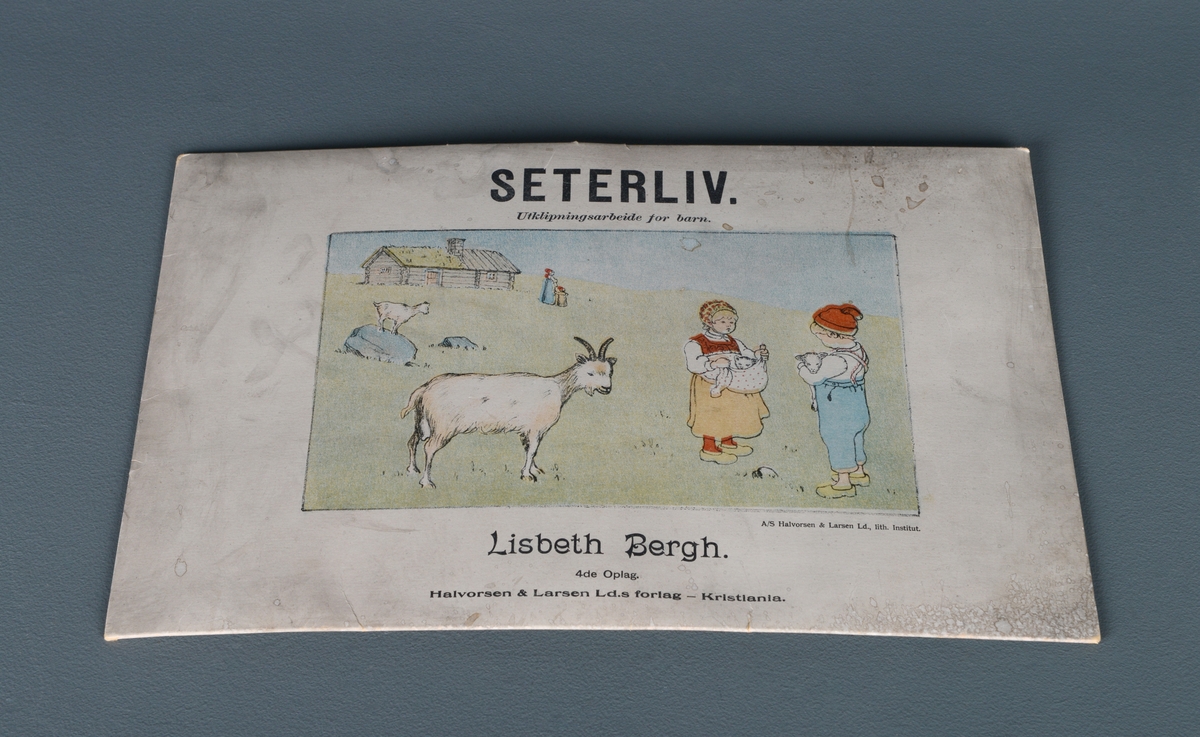 SETERLIV.
Utklipningsarbeide for barn.
A/S Halvorsen & Larsen Ld., lith. Institut.
Lisbeth Bergh.
4de Oplag.
Halvorsen & Larsen Ld.s forlag – Kristiania.